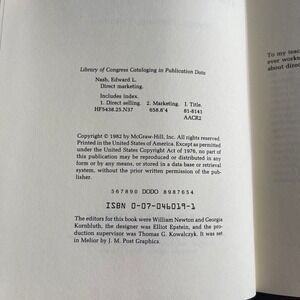 Library of Congress Cataloging in Publication Data
Nash, Edward L.
Direct marketing.
Includes index.
1. Direct selling. 2. Marketing. I. Title.
HF5438.25.N37 658.8'4 81-8141
AACR2
Copyright © 1982 by McGraw-Hill, Inc. All rights reserved.
Printed in the United States of America. Except as permitted
under the United States Copyright Act of 1976, no part of
this publication may be reproduced or distributed in any
form or by any means, or stored in a data base or retrieval
system, without the prior written permission of the pub-
lisher.
567890 DODO 8987654
ISBN 0-07-046019-1
The editors for this book were William Newton and Georgia
Kornbluth, the designer was Elliot Epstein, and the pro-
duction supervisor was Thomas G. Kowalczyk. It was set
in Melior by J. M. Post Graphics.
To my tea
ever worke
about direc